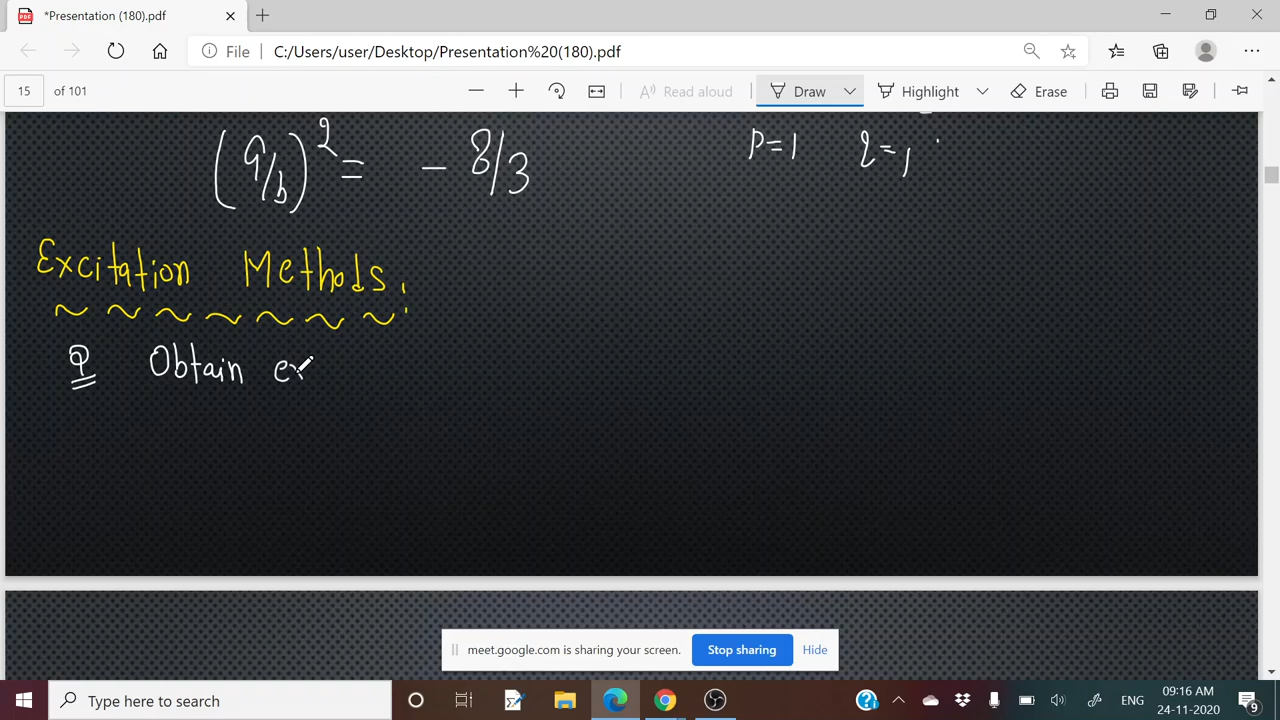 *Presentation (180).pdf
File
C:/Users/user/Desktop/Presentation%20(180).pdf
15 of 101
Read aloud
Draw
Highlight
Erase
(a/b)² = - 8/3
p=1 q=1
Excitation Methods:
Q Obtain ex
meet.google.com is sharing your screen.
Stop sharing
Hide
Type here to search
ENG
09:16 AM
24-11-2020
9